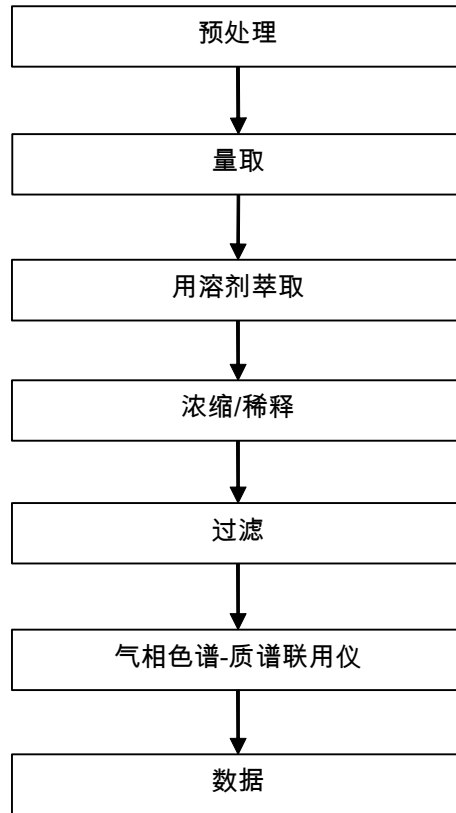 预处理
量取
用溶剂萃取
浓缩/稀释
过滤
气相色谱-质谱联用仪
数据